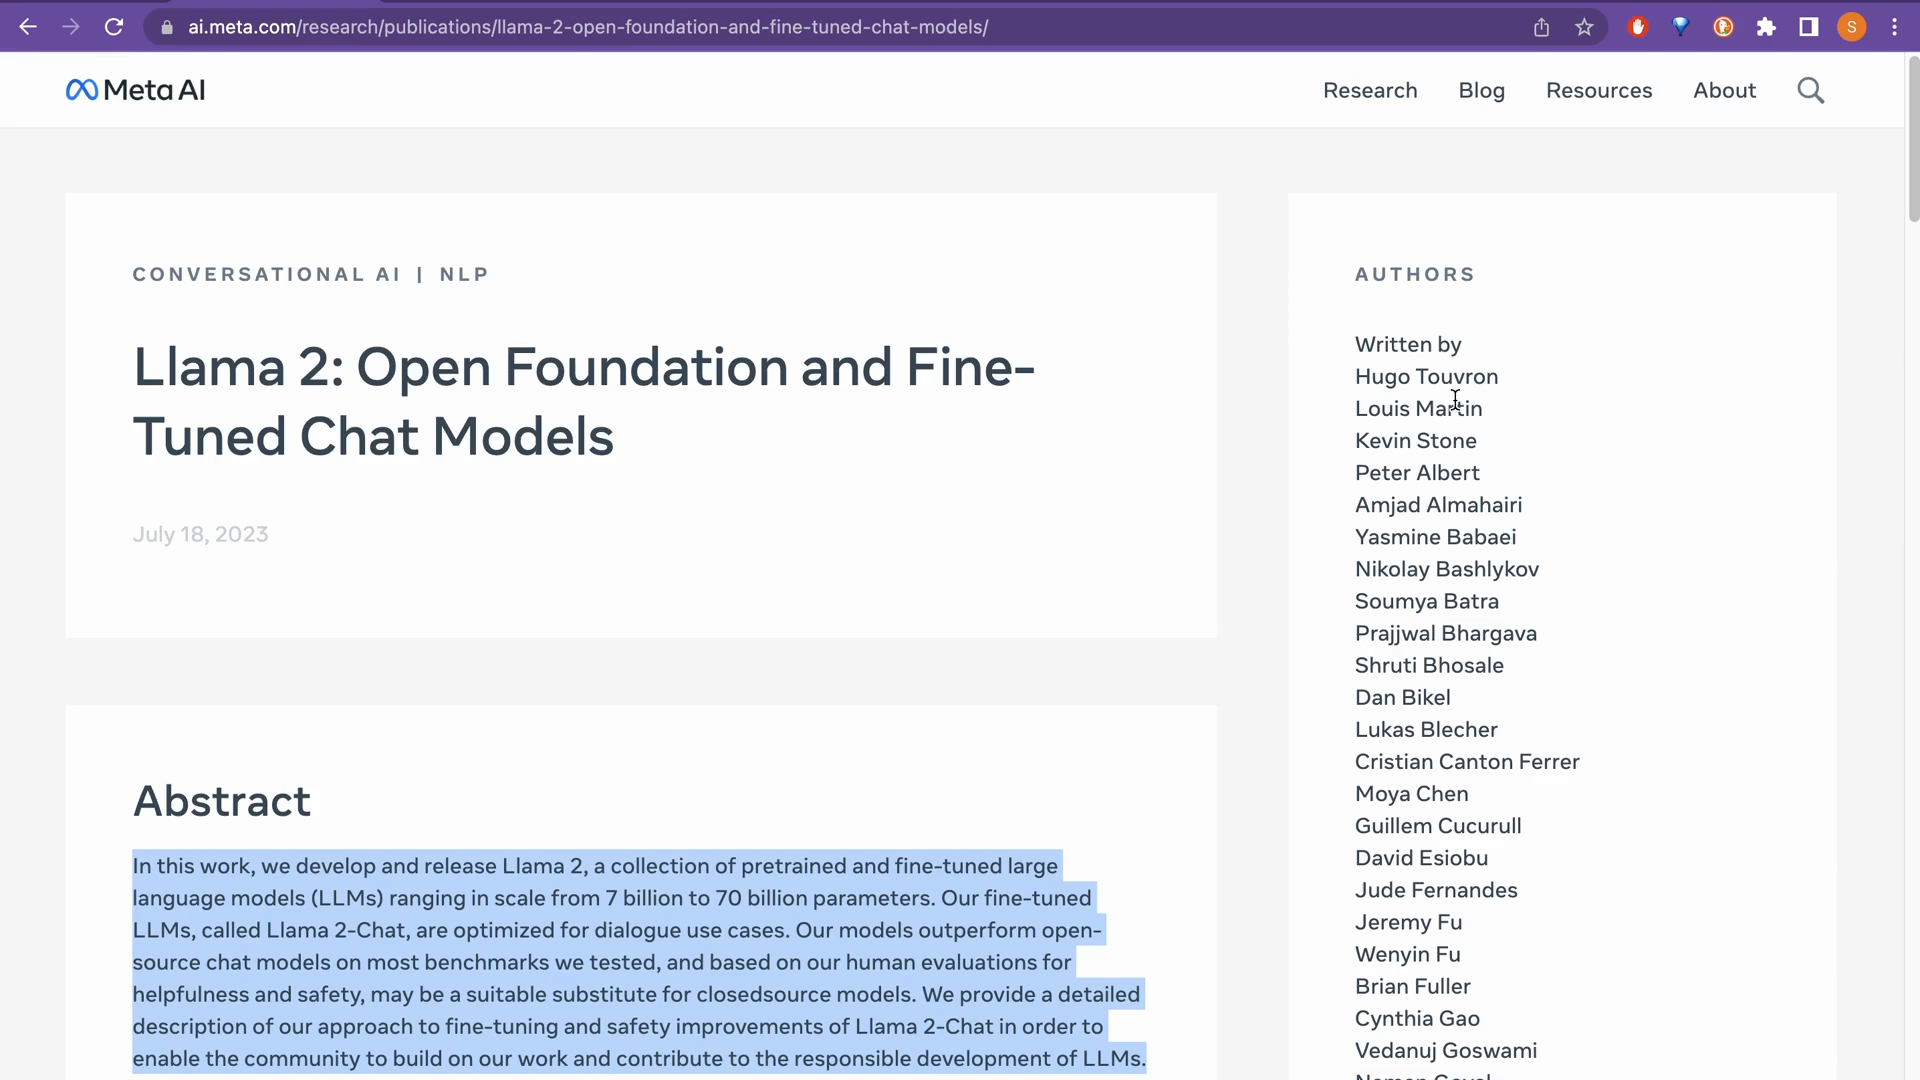 ai.meta.com/research/publications/llama-2-open-foundation-and-fine-tuned-chat-models/
S
Meta AI
Research
Blog
Resources
About
CONVERSATIONAL AI | NLP
Llama 2: Open Foundation and Fine-
Tuned Chat Models
July 18, 2023
Abstract
In this work, we develop and release Llama 2, a collection of pretrained and fine-tuned large
language models (LLMs) ranging in scale from 7 billion to 70 billion parameters. Our fine-tuned
LLMs, called Llama 2-Chat, are optimized for dialogue use cases. Our models outperform open-
source chat models on most benchmarks we tested, and based on our human evaluations for
helpfulness and safety, may be a suitable substitute for closedsource models. We provide a detailed
description of our approach to fine-tuning and safety improvements of Llama 2-Chat in order to
enable the community to build on our work and contribute to the responsible development of LLMs.
AUTHORS
Written by
Hugo Touvron
Louis Martin
Kevin Stone
Peter Albert
Amjad Almahairi
Yasmine Babaei
Nikolay Bashlykov
Soumya Batra
Prajjwal Bhargava
Shruti Bhosale
Dan Bikel
Lukas Blecher
Cristian Canton Ferrer
Moya Chen
Guillem Cucurull
David Esiobu
Jude Fernandes
Jeremy Fu
Wenyin Fu
Brian Fuller
Cynthia Gao
Vedanuj Goswami